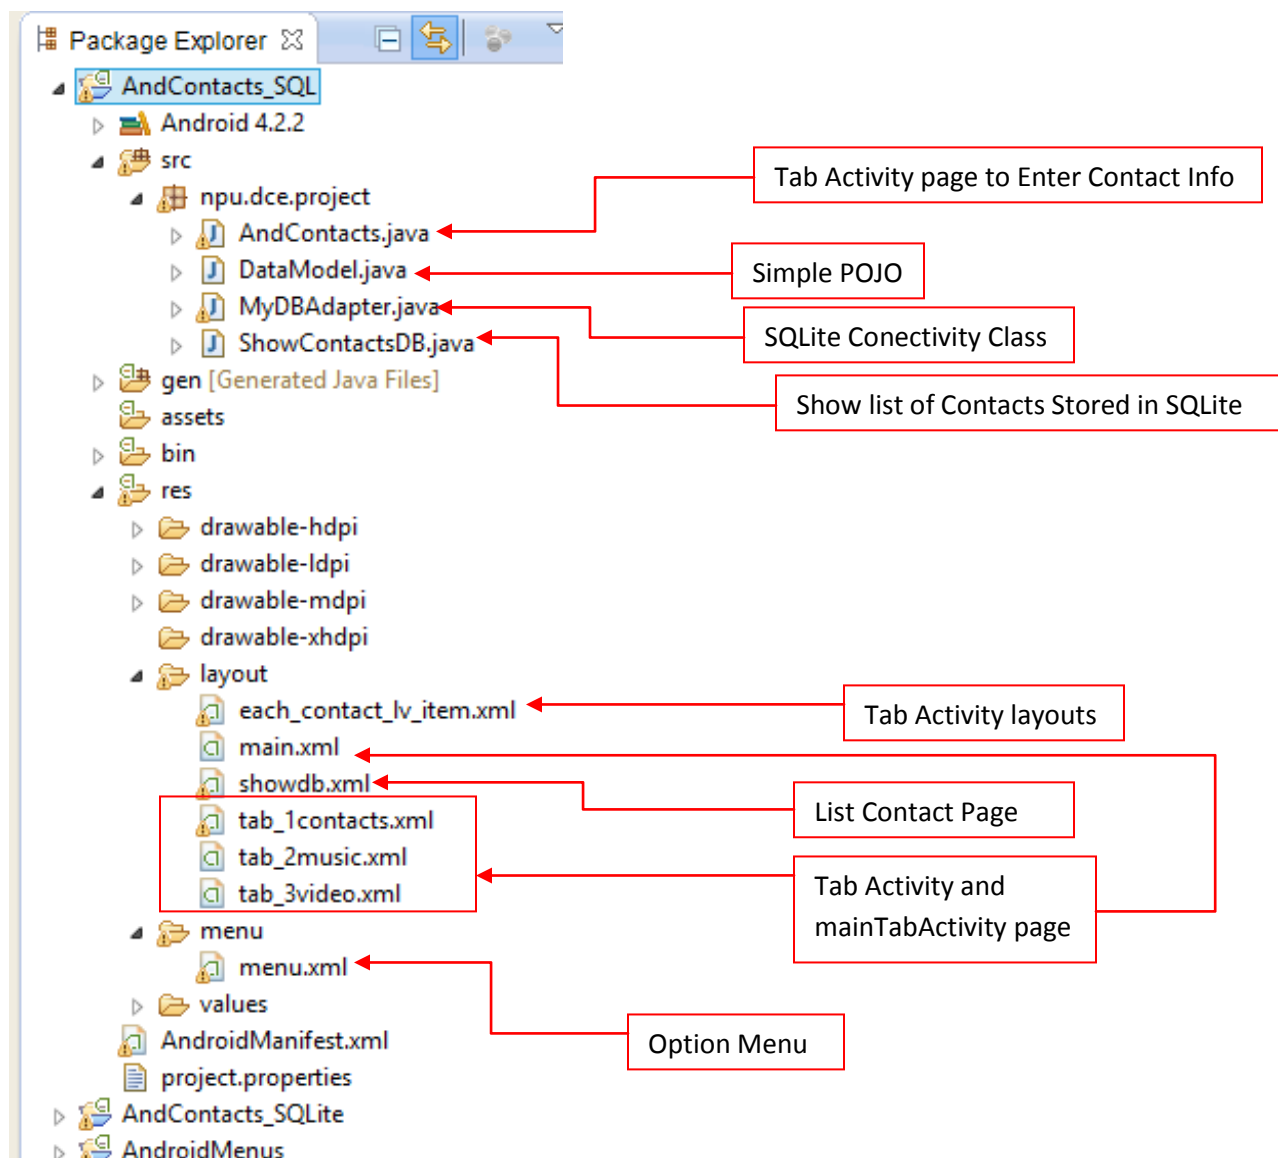 Package Explorer
AndContacts_SQL
Android 4.2.2
src
Tab Activity page to Enter Contact Info
npu.dce.project
AndContacts.java
DataModel.java
Simple POJO
MyDBAdapter.java
SQLite Conectivity Class
ShowContactsDB.java
gen [Generated Java Files]
Show list of Contacts Stored in SQLite
assets
bin
res
drawable-hdpi
drawable-ldpi
drawable-mdpi
drawable-xhdpi
layout
each_contact_lv_item.xml
Tab Activity layouts
main.xml
showdb.xml
List Contact Page
tab_1contacts.xml
tab_2music.xml
tab_3video.xml
Tab Activity and
mainTabActivity page
menu
menu.xml
values
Option Menu
AndroidManifest.xml
project.properties
AndContacts_SQLite
AndroidMenus